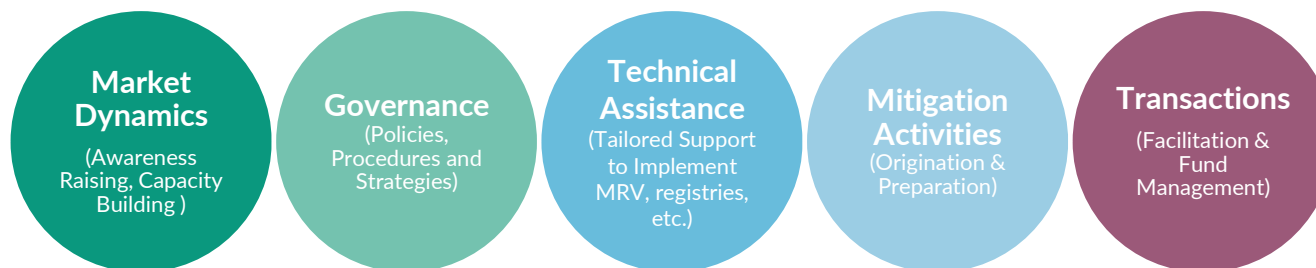 Market
Dynamics
(Awareness
Raising, Capacity
Building )
Governance
(Policies,
Procedures and
Strategies)
Technical
Assistance
(Tailored Support
to Implement
MRV, registries,
etc.)
Mitigation
Activities
(Origination &
Preparation)
Transactions
(Facilitation &
Fund
Management)